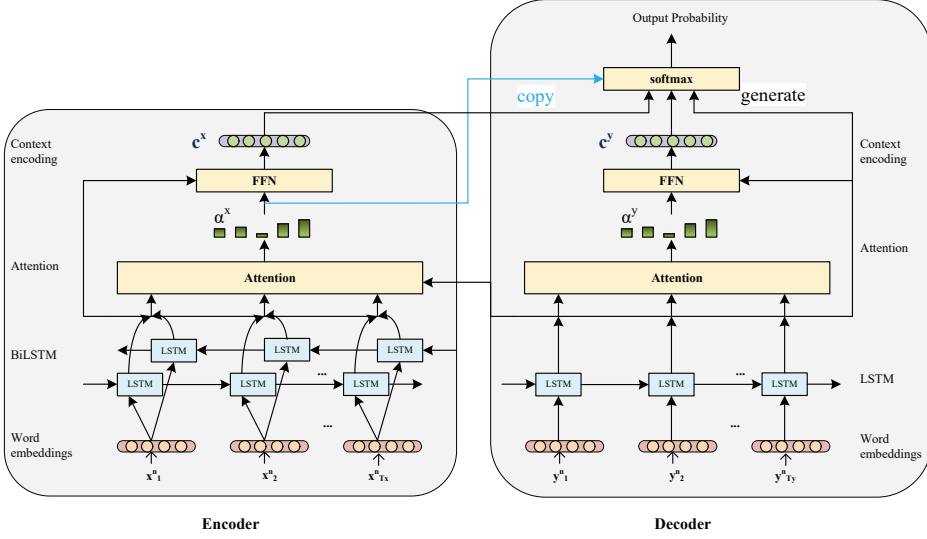 Output Probability
softmax
copy
generate
Context
encoding
c^x
c^y
Context
encoding
FFN
FFN
α^x
α^y
Attention
Attention
Attention
Attention
BiLSTM
LSTM
LSTM
LSTM
LSTM
LSTM
LSTM
...
LSTM
LSTM
LSTM
...
LSTM
...
...
Word
embeddings
Word
embeddings
x^n_1
x^n_2
x^n_Tx
y^n_1
y^n_2
y^n_Ty
Encoder
Decoder